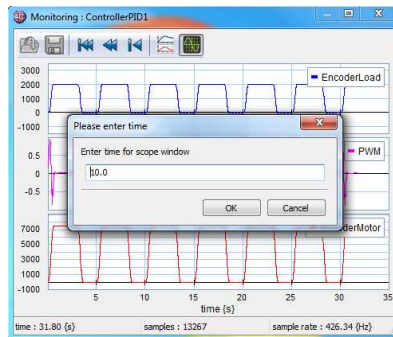 4C Monitoring : ControllerPID1
3000
2000
1000
0
-1000
EncoderLoad
Please enter time
Enter time for scope window
10.0
OK
Cancel
0.5
0
-0.5
PWM
derMotor
7000
6000
5000
4000
3000
2000
1000
0
-1000
5 10 15 20 25 30 35
time {s}
time : 31.80 {s} samples : 13267 sample rate : 426.34 {Hz}